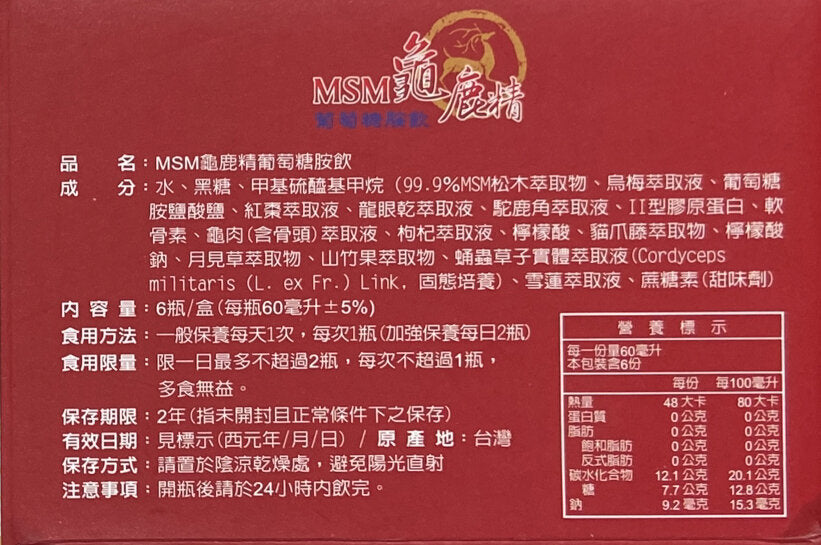 MSM龜鹿精
葡萄糖胺飲
品名：MSM龜鹿精葡萄糖胺飲
成分：水、黑糖、甲基硫醯基甲烷（99.9%MSM松木萃取物、烏梅萃取液、葡萄糖
胺鹽酸鹽、紅棗萃取液、龍眼乾萃取液、駝鹿角萃取液、II型膠原蛋白、軟
骨素、龜肉(含骨頭)萃取液、枸杞萃取液、檸檬酸、貓爪藤萃取物、檸檬酸
鈉、月見草萃取物、山竹果萃取物、蛹蟲草子實體萃取液(Cordyceps
militaris (L. ex Fr.) Link. 固態培養)、雪蓮萃取液、蔗糖素(甜味劑)
內容量：6瓶/盒(每瓶60毫升±5%)
食用方法：一般保養每天1次，每次1瓶(加強保養每日2瓶)
食用限量：限一日最多不超過2瓶，每次不超過1瓶，
多食無益。
保存期限：2年(指未開封且正常條件下之保存)
有效日期：見標示(西元年/月/日) / 原產地：台灣
保存方式：請置於陰涼乾燥處，避免陽光直射
注意事項：開瓶後請於24小時內飲完。
營養標示
每一份量60毫升
本包裝含6份
每份 每100毫升
熱量 48大卡 80大卡
蛋白質 0公克 0公克
脂肪 0公克 0公克
飽和脂肪 0公克 0公克
反式脂肪 0公克 0公克
碳水化合物 12.1公克 20.1公克
糖 7.7公克 12.8公克
鈉 9.2毫克 15.3毫克